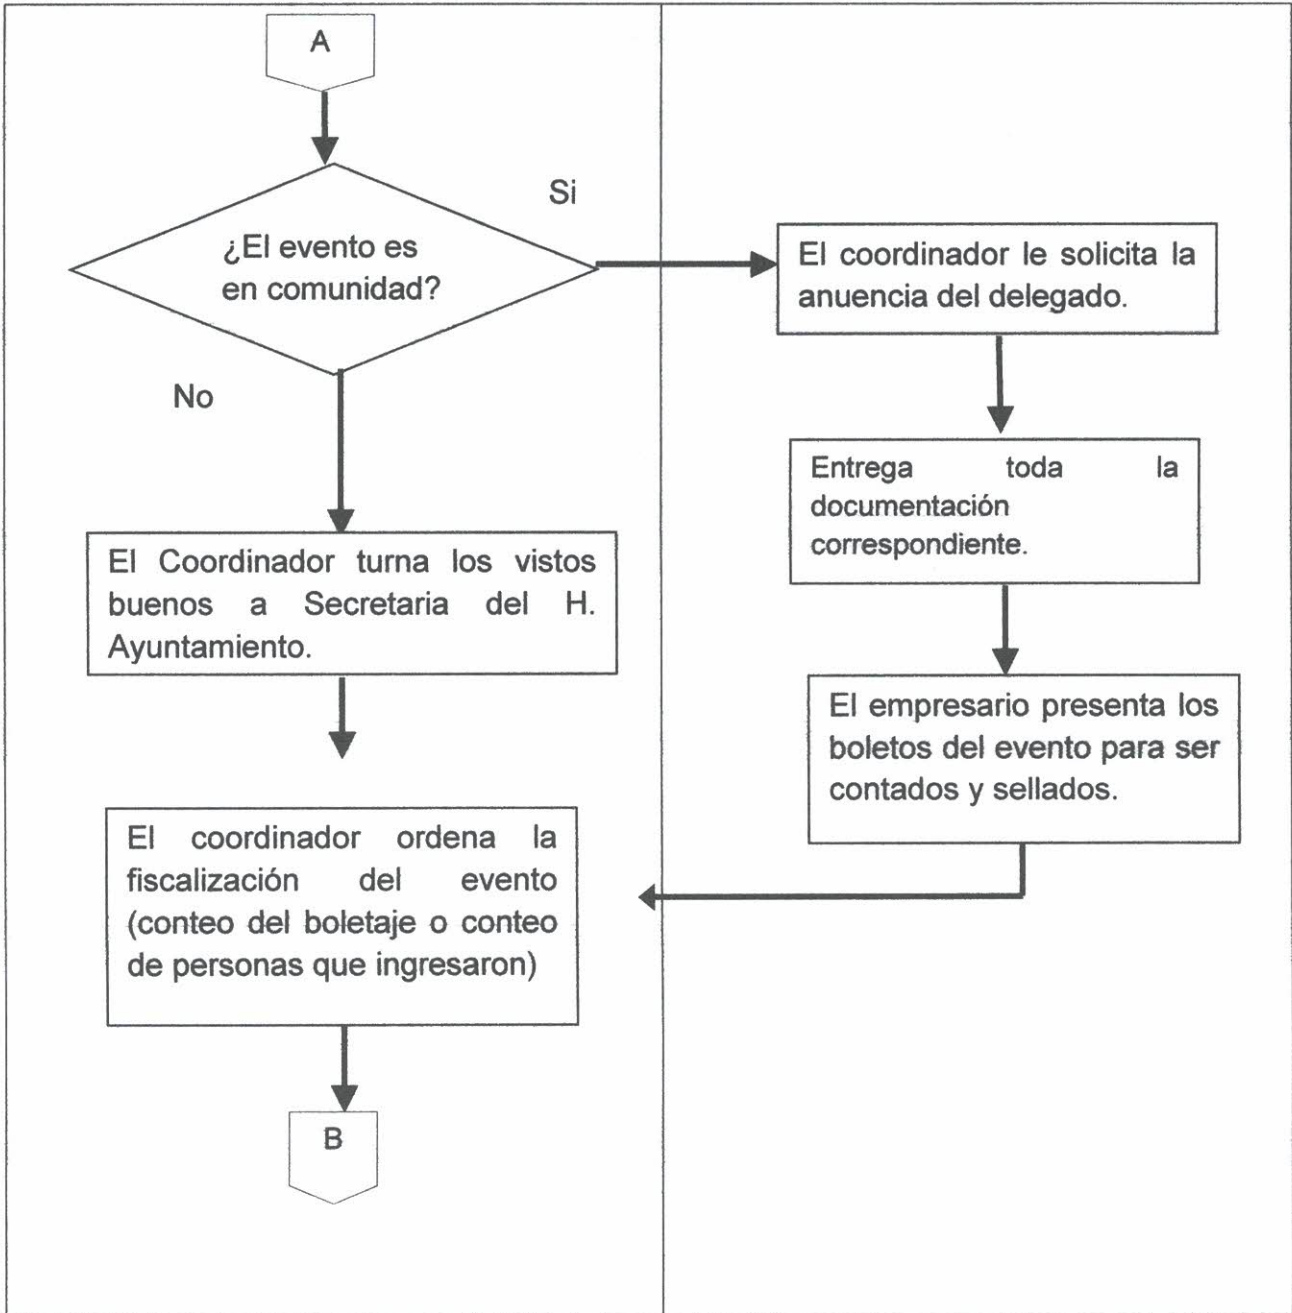 A
Si
¿El evento es
en comunidad?
No
El coordinador le solicita la
anuencia del delegado.
Entrega toda la
documentación
correspondiente.
El Coordinador turna los vistos
buenos a Secretaria del H.
Ayuntamiento.
El empresario presenta los
boletos del evento para ser
contados y sellados.
El coordinador ordena la
fiscalización del evento
(conteo del boletaje o conteo
de personas que ingresaron)
B